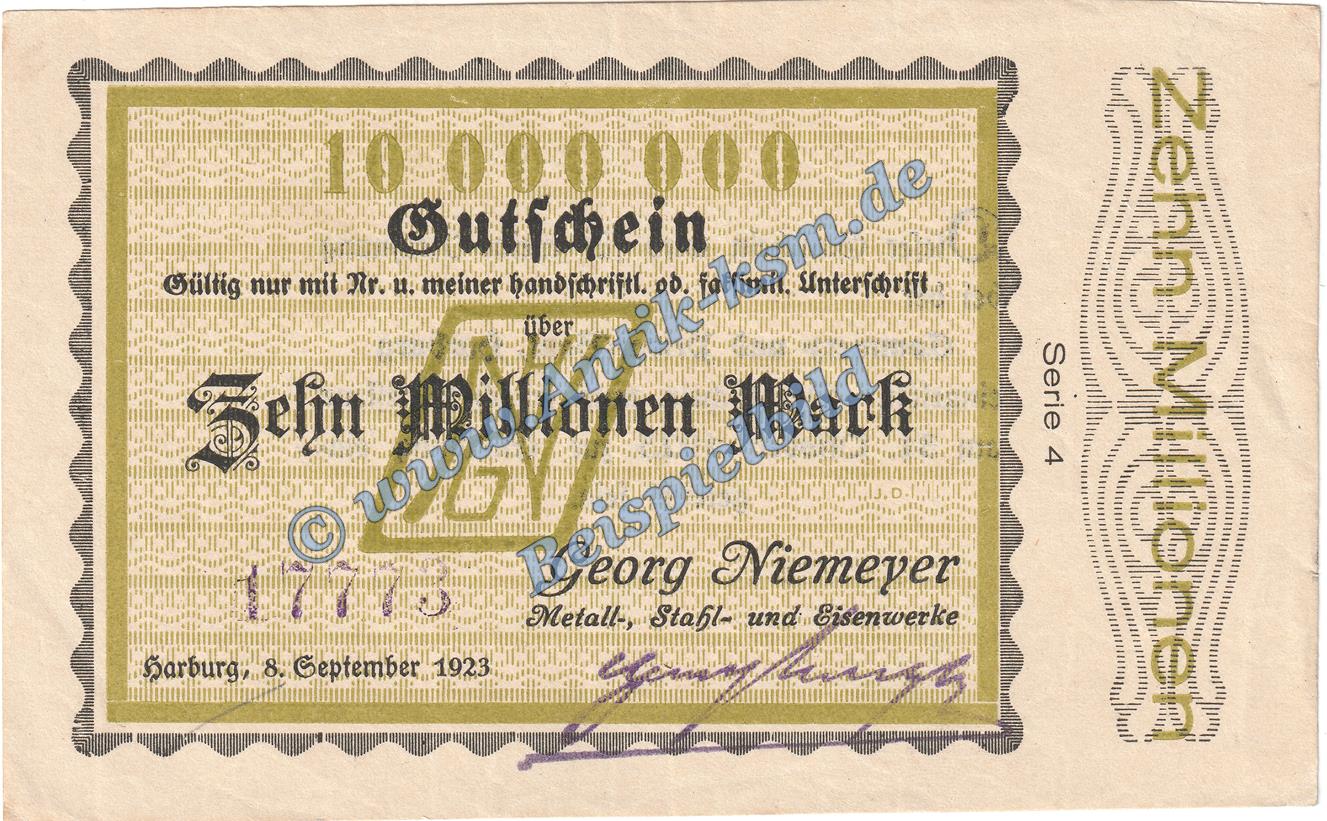 10 000 000
Gutschein
Gültig nur mit Nr. u. meiner handschriftl. od. faksimil. Unterschrift
über
Zehn Millionen Mark
J.D.
17773
Georg Niemeyer
Metall-, Stahl- und Eisenwerke
Harburg, 8. September 1923
Serie 4
Zehn Millionen
© www.Antik-ksm.de
Beispielbild